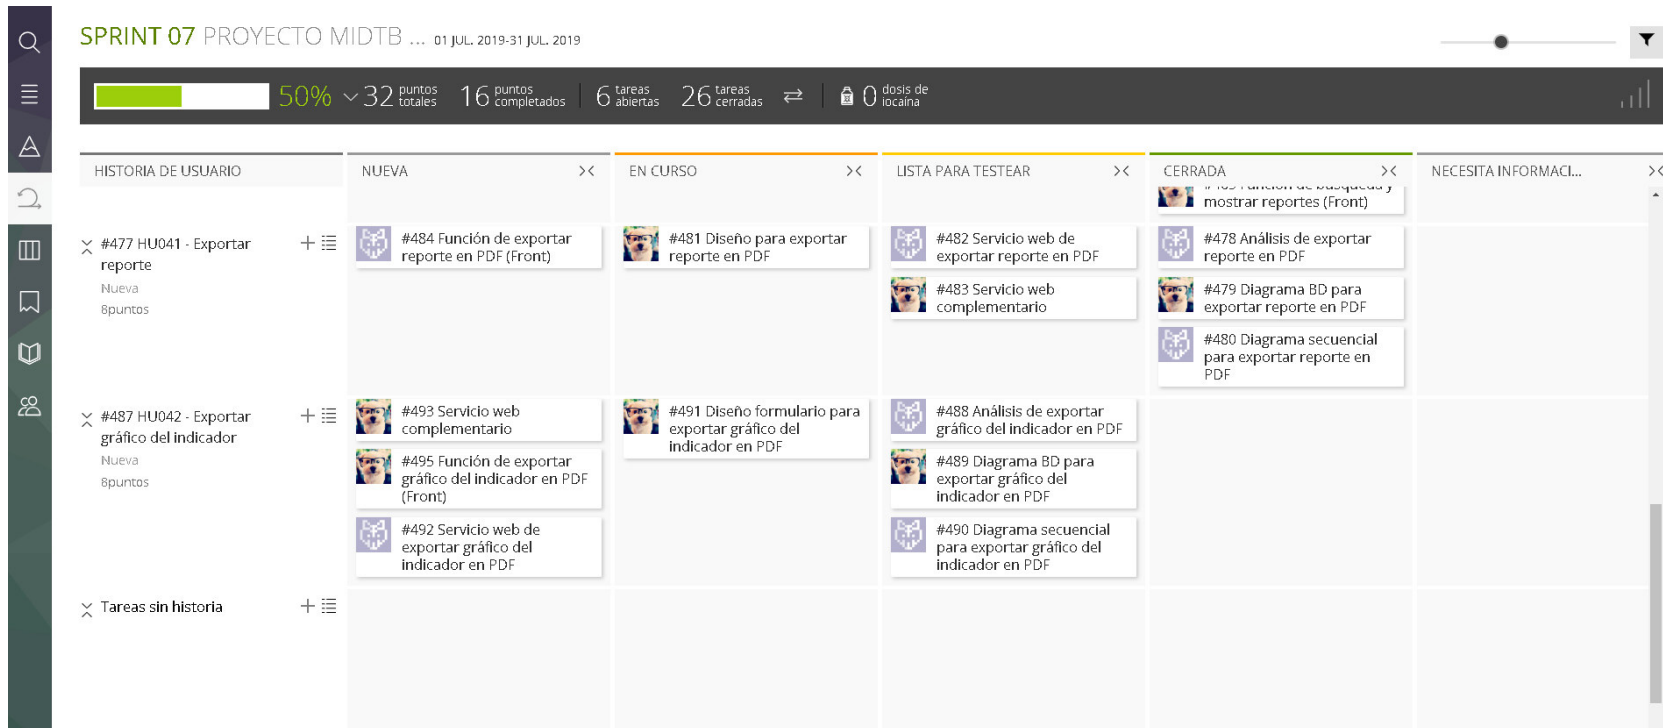 SPRINT 07 PROYECTO MIDTB ... 01 JUL. 2019-31 JUL. 2019
50% 32 puntos totales 16 puntos completados 6 tareas abiertas 26 tareas cerradas 0 dosis de iocaína
HISTORIA DE USUARIO
NUEVA
EN CURSO
LISTA PARA TESTEAR
CERRADA
NECESITA INFORMACI...
#485 Función de búsqueda y
mostrar reportes (Front)
#477 HU041 - Exportar
reporte
Nueva
8puntos
#484 Función de exportar
reporte en PDF (Front)
#481 Diseño para exportar
reporte en PDF
#482 Servicio web de
exportar reporte en PDF
#483 Servicio web
complementario
#478 Análisis de exportar
reporte en PDF
#479 Diagrama BD para
exportar reporte en PDF
#480 Diagrama secuencial
para exportar reporte en
PDF
#487 HU042 - Exportar
gráfico del indicador
Nueva
8puntos
#493 Servicio web
complementario
#495 Función de exportar
gráfico del indicador en PDF
(Front)
#492 Servicio web de
exportar gráfico del
indicador en PDF
#491 Diseño formulario para
exportar gráfico del
indicador en PDF
#488 Análisis de exportar
gráfico del indicador en PDF
#489 Diagrama BD para
exportar gráfico del
indicador en PDF
#490 Diagrama secuencial
para exportar gráfico del
indicador en PDF
Tareas sin historia